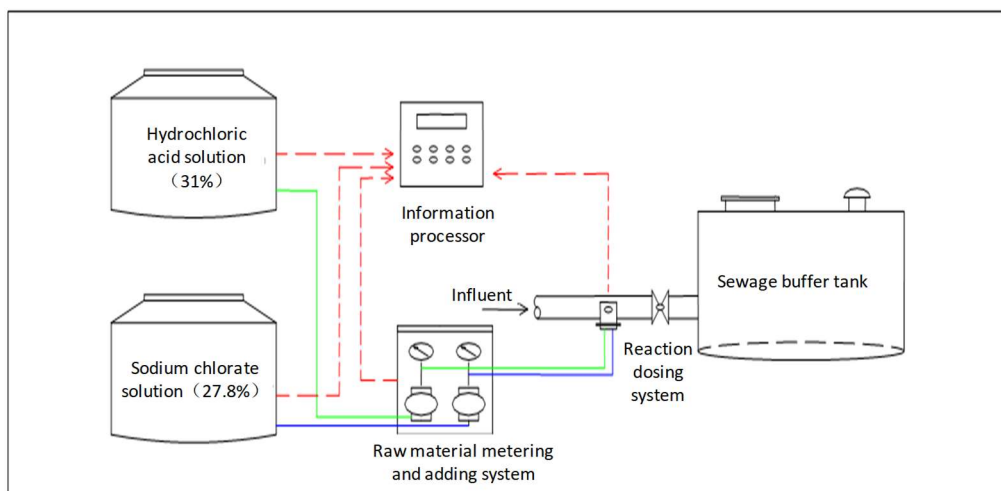 Hydrochloric
acid solution
（31%）
Information
processor
Sewage buffer tank
Influent
Sodium chlorate
solution（27.8%）
Reaction
dosing
system
Raw material metering
and adding system